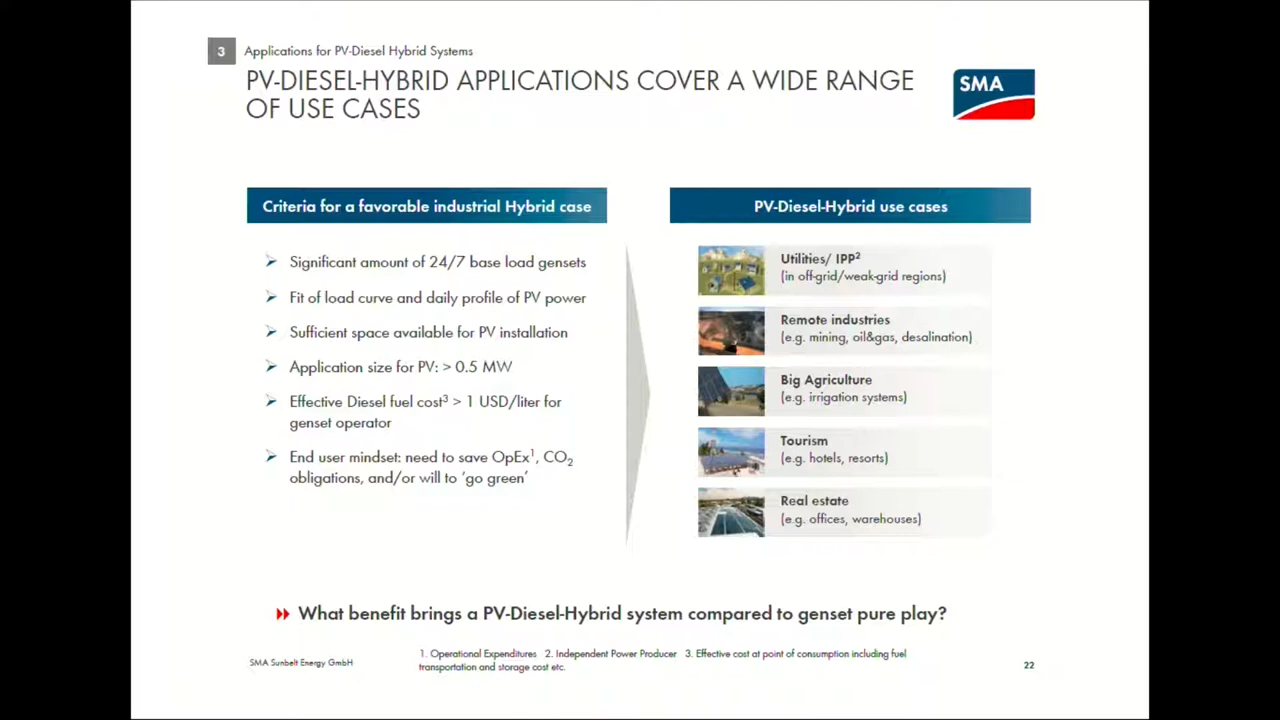 3
Applications for PV-Diesel Hybrid Systems
PV-DIESEL-HYBRID APPLICATIONS COVER A WIDE RANGE
OF USE CASES
SMA
Criteria for a favorable industrial Hybrid case
Significant amount of 24/7 base load gensets
Fit of load curve and daily profile of PV power
Sufficient space available for PV installation
Application size for PV: > 0.5 MW
Effective Diesel fuel cost³ > 1 USD/liter for
genset operator
End user mindset: need to save OpEx¹, CO₂
obligations, and/or will to ‘go green’
PV-Diesel-Hybrid use cases
Utilities/ IPP²
(in off-grid/weak-grid regions)
Remote industries
(e.g. mining, oil&gas, desalination)
Big Agriculture
(e.g. irrigation systems)
Tourism
(e.g. hotels, resorts)
Real estate
(e.g. offices, warehouses)
What benefit brings a PV-Diesel-Hybrid system compared to genset pure play?
SMA Sunbelt Energy GmbH
1. Operational Expenditures 2. Independent Power Producer 3. Effective cost at point of consumption including fuel
transportation and storage cost etc.
22